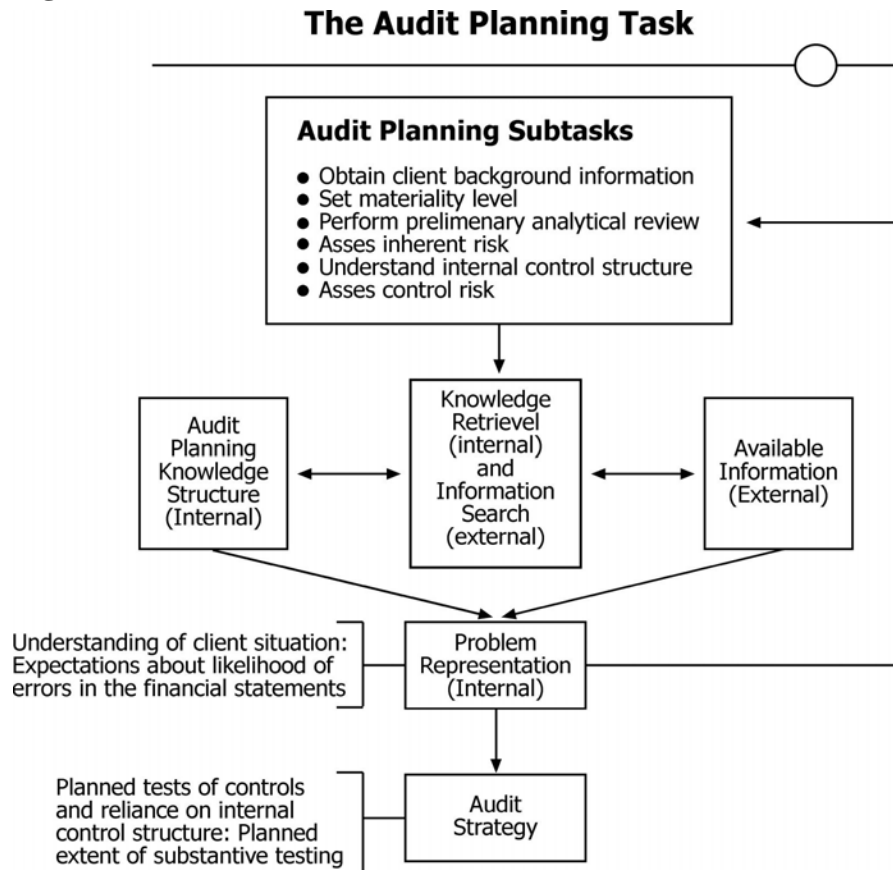 The Audit Planning Task
Audit Planning Subtasks
● Obtain client background information
● Set materiality level
● Perform prelimenary analytical review
● Asses inherent risk
● Understand internal control structure
● Asses control risk
Audit
Planning
Knowledge
Structure
(Internal)
Knowledge
Retrievel
(internal)
and
Information
Search
(external)
Available
Information
(External)
Understanding of client situation:
Expectations about likelihood of
errors in the financial statements
Problem
Representation
(Internal)
Planned tests of controls
and reliance on internal
control structure: Planned
extent of substantive testing
Audit
Strategy